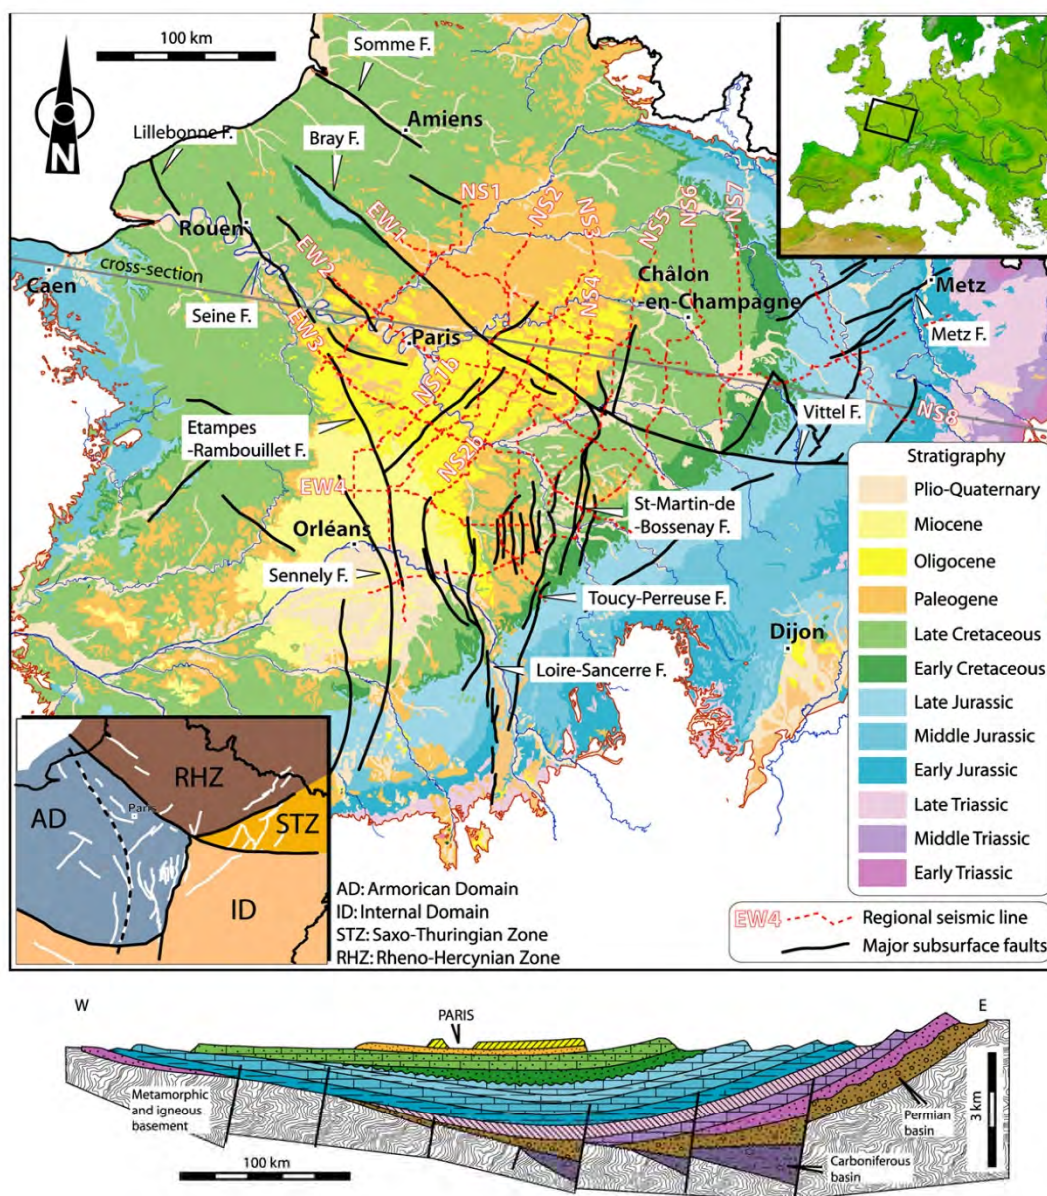 100 km
Somme F.
Lillebonne F.
Bray F.
Amiens
N
NS1
NS2
NS3
NS5
NS6
NS7
Rouen
EW1
EW2
cross-section
Caen
Châlon
-en-Champagne
NS4
Metz
Seine F.
EW3
Paris
Metz F.
NS1b
Vittel F.
NS8
Etampes
-Rambouillet F.
NS2b
EW4
Orléans
St-Martin-de
-Bossenay F.
Sennely F.
Toucy-Perreuse F.
Dijon
Loire-Sancerre F.
Stratigraphy
Plio-Quaternary
Miocene
Oligocene
Paleogene
Late Cretaceous
Early Cretaceous
Late Jurassic
Middle Jurassic
Early Jurassic
Late Triassic
Middle Triassic
Early Triassic
RHZ
AD
Paris
STZ
ID
AD: Armorican Domain
ID: Internal Domain
STZ: Saxo-Thuringian Zone
RHZ: Rheno-Hercynian Zone
EW4 Regional seismic line
Major subsurface faults
W
PARIS
E
Metamorphic
and igneous
basement
100 km
3 km
Permian
basin
Carboniferous
basin